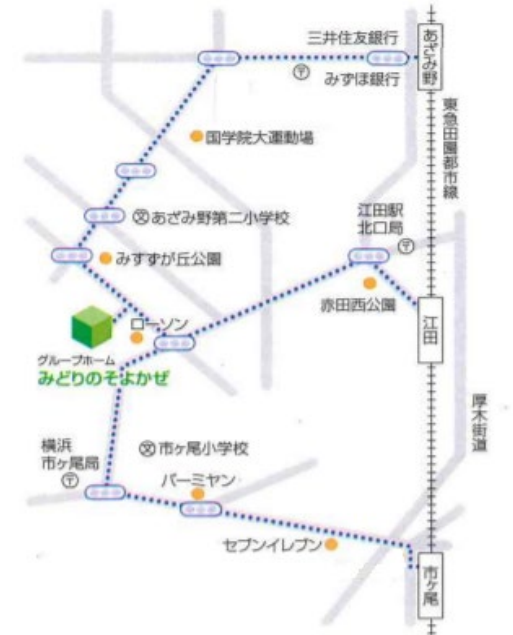 三井住友銀行
あざみ野
〒
みずほ銀行
東急田園都市線
国学院大運動場
文あざみ野第二小学校
江田駅
北口局
〒
みすずが丘公園
赤田西公園
江田
ローソン
グループホーム
みどりのそよかぜ
厚木街道
横浜
市ヶ尾局
〒
文市ヶ尾小学校
バーミヤン
セブンイレブン
市ヶ尾